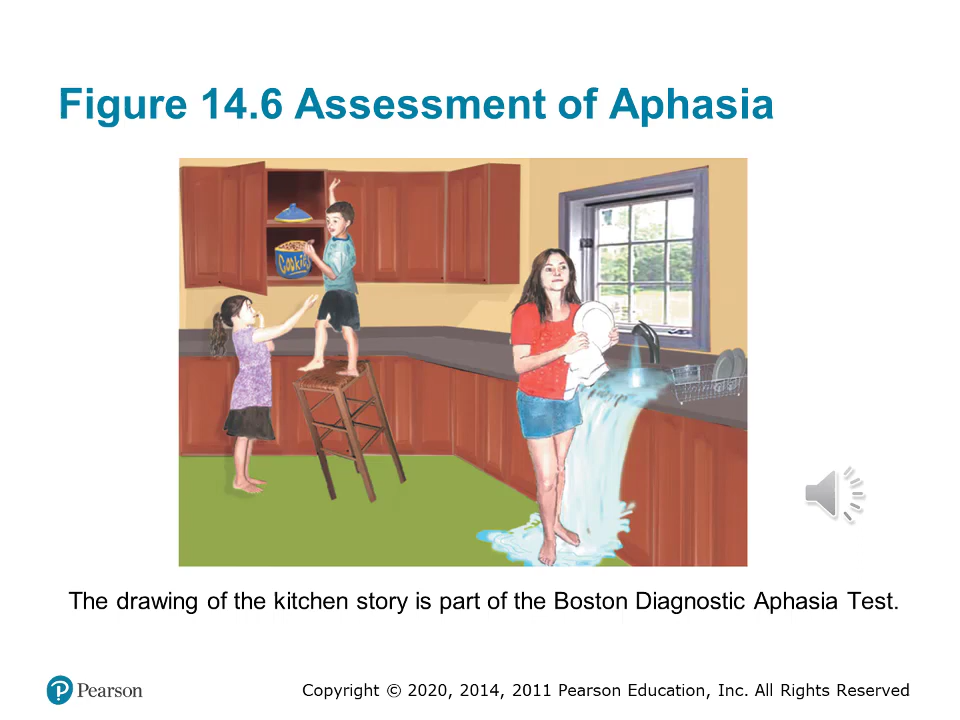 Figure 14.6 Assessment of Aphasia
Cookies
The drawing of the kitchen story is part of the Boston Diagnostic Aphasia Test.
Pearson
Copyright © 2020, 2014, 2011 Pearson Education, Inc. All Rights Reserved